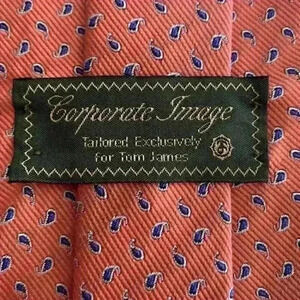 Corporate Image
Tailored Exclusively
for Tom James